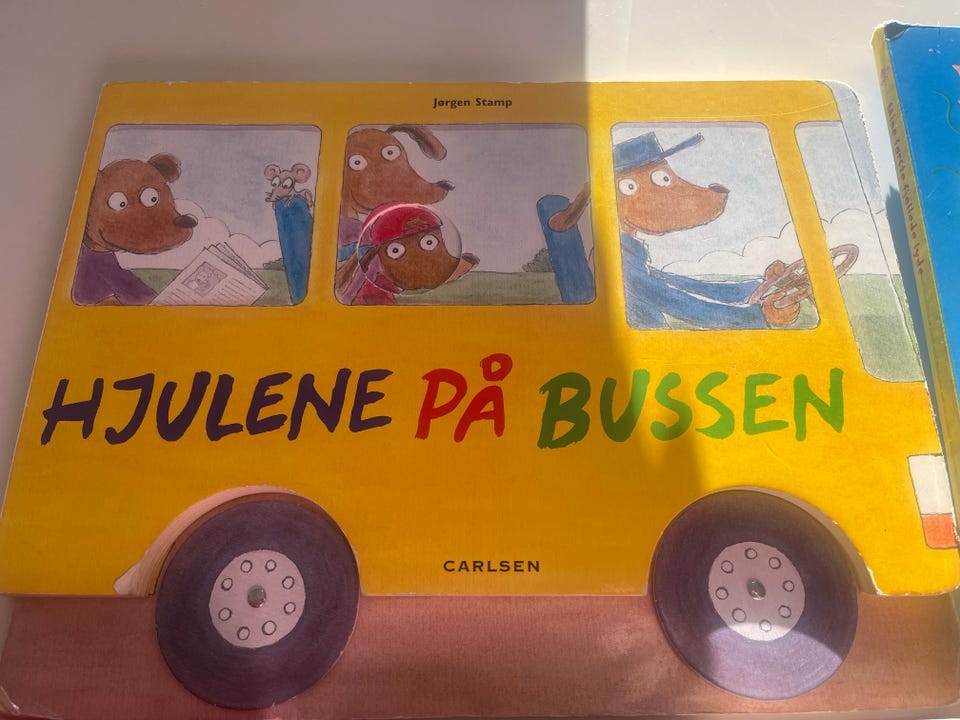 Jørgen Stamp
HJULENE PÅ BUSSEN
CARLSEN